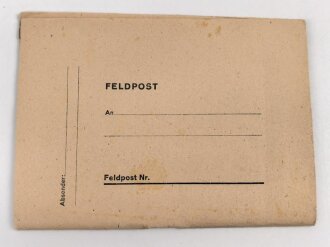 FELDPOST
An
Feldpost Nr.
Absender: